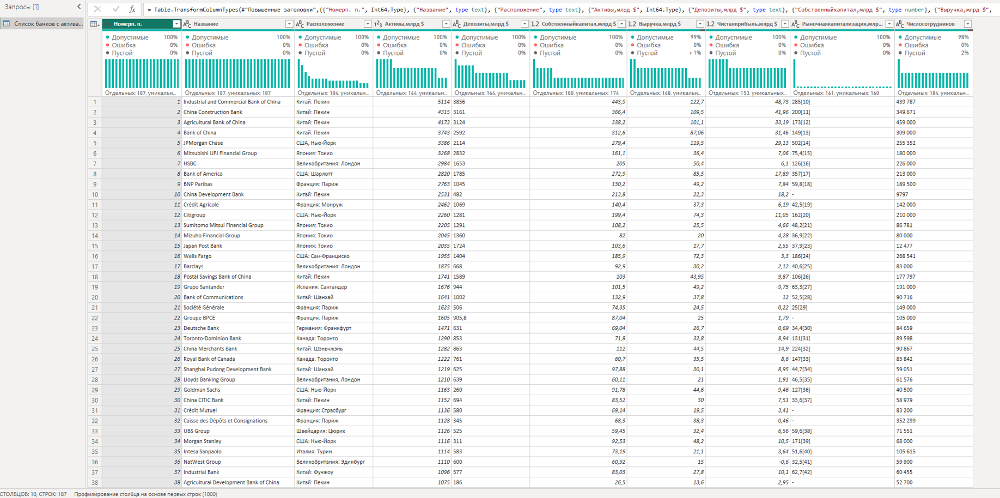 Запросы [1]
= Table.TransformColumnTypes(#"Повышенные заголовки",{{"Номерп. п.", Int64.Type}, {"Название", type text}, {"Расположение", type text}, {"Активы,млрд $", Int64.Type}, {"Депозиты,млрд $", type text}, {"Собственныйкапитал,млрд $", type number}, {"Выручка,млрд $",
Список банков с актива...
Номерп. п. ABC Название ABC Расположение 123 Активы,млрд $ ABC Депозиты,млрд $ 1.2 Собственныйкапитал,млрд $ 1.2 Выручка,млрд $ 1.2 Чистаяприбыль,млрд $ ABC Рыночнаякапитализация,млр... ABC Числосотрудников
Допустимые 100% Допустимые 100% Допустимые 100% Допустимые 100% Допустимые 100% Допустимые 100% Допустимые 99% Допустимые 100% Допустимые 100% Допустимые 98%
Ошибка 0% Ошибка 0% Ошибка 0% Ошибка 0% Ошибка 0% Ошибка 0% Ошибка 0% Ошибка 0% Ошибка 0% Ошибка 0%
Пустой 0% Пустой 0% Пустой 0% Пустой 0% Пустой 0% Пустой 0% Пустой < 1% Пустой 0% Пустой 0% Пустой 2%
Отдельных: 187, уникальн... Отдельных: 187, уникальных: 187 Отдельных: 104, уникальн... Отдельных: 164, уникальн... Отдельных: 164, уникальн... Отдельных: 180, уникальных: 174 Отдельных: 168, уникальн... Отдельных: 153, уникальных... Отдельных: 161, уникальных: 160 Отдельных: 184, уникальн...
1 1 Industrial and Commercial Bank of China Китай: Пекин 5114 3856 443,9 122,7 48,73 285[10] 439 787
2 2 China Construction Bank Китай: Пекин 4315 3161 366,4 109,5 41,96 200[11] 349 671
3 3 Agricultural Bank of China Китай: Пекин 4173 3124 338,2 101,1 33,19 173[12] 459 000
4 4 Bank of China Китай: Пекин 3743 2592 312,6 87,06 31,46 149[13] 309 000
5 5 JPMorgan Chase США, Нью-Йорк 3386 2114 279,4 119,5 29,13 502[14] 255 352
6 6 Mitsubishi UFJ Financial Group Япония: Токио 3268 2832 161,1 36,4 7,06 75,4[15] 180 000
7 7 HSBC Великобритания: Лондон 2984 1653 205 50,4 6,1 126[16] 226 000
8 8 Bank of America США: Шарлотт 2820 1785 272,9 85,5 17,89 357[17] 213 000
9 9 BNP Paribas Франция: Париж 2763 1045 130,2 49,2 7,84 59,8[18] 189 500
10 10 China Development Bank Китай: Пекин 2531 482 213,8 22,3 18,2 - 9797
11 11 Crédit Agricole Франция: Монруж 2462 1069 140,4 37,3 6,19 42,5[19] 142 000
12 12 Citigroup США: Нью-Йорк 2260 1281 199,4 74,3 11,05 162[20] 210 000
13 13 Sumitomo Mitsui Financial Group Япония: Токио 2205 1291 108,2 25,5 4,66 48,2[21] 86 781
14 14 Mizuho Financial Group Япония: Токио 2045 1360 82 20 4,28 36,9[22] 80 000
15 15 Japan Post Bank Япония: Токио 2035 1724 103,6 17,7 2,55 37,9[23] 12 477
16 16 Wells Fargo США: Сан-Франциско 1955 1404 185,9 72,3 3,3 186[24] 268 541
17 17 Barclays Великобритания: Лондон 1875 668 92,9 30,2 2,12 40,6[25] 83 000
18 18 Postal Savings Bank of China Китай: Пекин 1741 1589 103 43,95 9,87 106[26] 177 797
19 19 Grupo Santander Испания: Сантандер 1676 944 101,5 49,2 -9,75 63,3[27] 191 000
20 20 Bank of Communications Китай: Шанхай 1641 1002 132,9 37,8 12 52,5[28] 90 716
21 21 Société Générale Франция: Париж 1623 506 74,35 24,5 0,22 25[29] 149 000
22 22 Groupe BPCE Франция: Париж 1605 905,8 87,04 25 1,79 - 105 000
23 23 Deutsche Bank Германия: Франкфурт 1471 631 69,04 26,7 0,69 34,4[30] 84 659
24 24 Toronto-Dominion Bank Канада: Торонто 1290 853 71,8 32,8 8,94 131[31] 89 598
25 25 China Merchants Bank Китай: Шэньчжэнь 1282 863 112 44,5 14,9 224[32] 90 867
26 26 Royal Bank of Canada Канада: Торонто 1222 761 60,7 35,5 8,6 147[33] 83 842
27 27 Shanghai Pudong Development Bank Китай: Шанхай 1219 625 97,88 30,1 8,95 44,7[34] 59 051
28 28 Lloyds Banking Group Великобритания, Лондон 1210 639 60,11 21 1,91 46,5[35] 61 576
29 29 Goldman Sachs США: Нью-Йорк 1163 260 91,78 44,6 9,46 127[36] 40 500
30 30 China CITIC Bank Китай: Пекин 1152 694 83,52 30 7,51 33,6[37] 58 979
31 31 Crédit Mutuel Франция: Страсбург 1136 580 69,14 19,5 3,41 - 83 200
32 32 Caisse des Dépôts et Consignations Франция: Париж 1128 345 68,3 38,3 0,46 - 352 299
33 33 UBS Group Швейцария: Цюрих 1126 525 59,45 32,4 6,56 59,6[38] 71 551
34 34 Morgan Stanley США: Нью-Йорк 1116 311 92,53 48,2 10,5 171[39] 68 000
35 35 Intesa Sanpaolo Италия: Турин 1114 583 73,19 21,1 3,64 51,6[40] 105 615
36 36 NatWest Group Великобритания: Эдинбург 1110 600 60,92 15 -0,6 32,5[41] 59 900
37 37 Industrial Bank Китай: Фучжоу 1096 577 83,03 27,8 10,1 62,7[42] 60 455
38 38 Agricultural Development Bank of China Китай: Пекин 1075 186 26,5 13,6 2,95 - 52 700
СТОЛБЦОВ: 10, СТРОК: 187 Профилирование столбца на основе первых строк (1000)